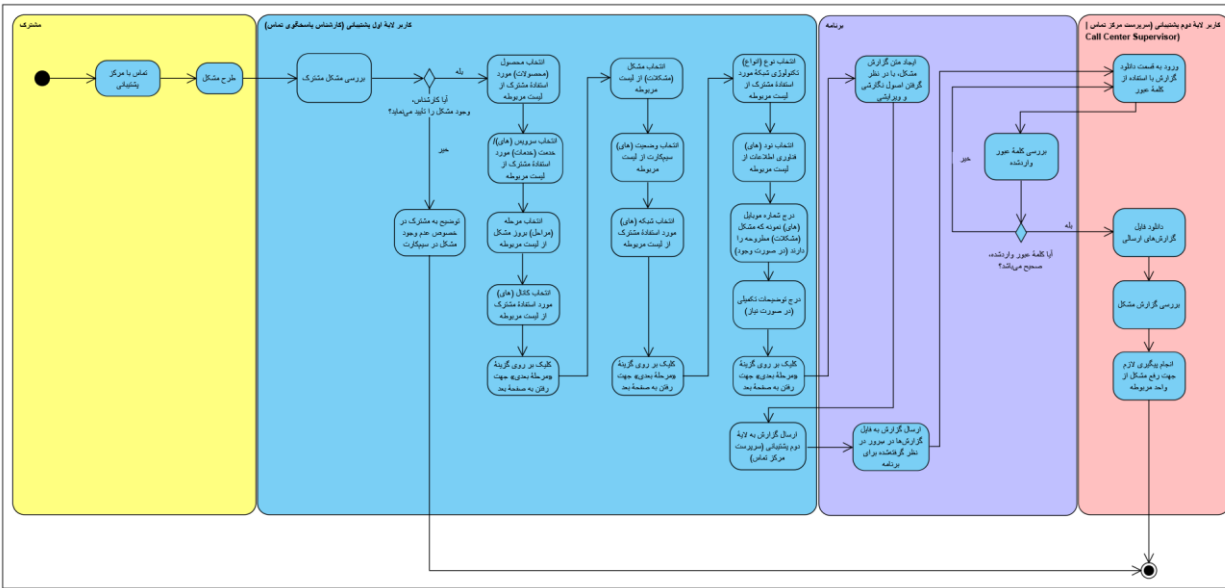 مشترک
کاربر لایهٔ اول پشتیبانی (کارشناس پاسخگوی تماس)
برنامه
کاربر لایهٔ دوم پشتیبانی (سرپرست مرکز تماس |
Call Center Supervisor)
تماس با مرکز
پشتیبانی
طرح مشکل
بررسی مشکل مشترک
بله
آیا کارشناس،
وجود مشکل را تایید می‌نماید؟
خیر
توضیح به مشترک در
خصوص عدم وجود
مشکل در سیمکارت
انتخاب محصول
(محصولات) مورد
استفادهٔ مشترک از
لیست مربوطه
انتخاب سرویس (های)/
خدمت (خدمات) مورد
استفادهٔ مشترک از
لیست مربوطه
انتخاب مرحله
(مراحل) بروز مشکل
از لیست مربوطه
انتخاب کانال (های)
مورد استفادهٔ مشترک
از لیست مربوطه
کلیک بر روی گزینهٔ
«مرحلهٔ بعدی» جهت
رفتن به صفحهٔ بعد
انتخاب مشکل
(مشکلات) از لیست
مربوطه
انتخاب وضعیت (های)
سیمکارت از لیست
مربوطه
انتخاب شبکه (های)
مورد استفادهٔ مشترک
از لیست مربوطه
کلیک بر روی گزینهٔ
«مرحلهٔ بعدی» جهت
رفتن به صفحهٔ بعد
انتخاب نوع (انواع)
تکنولوژی شبکهٔ مورد
استفادهٔ مشترک از
لیست مربوطه
انتخاب نود (های)
فناوری اطلاعات از
لیست مربوطه
درج شماره موبایل
(های) نمونه که مشکل
(مشکلات) مطروحه را
دارند (در صورت وجود)
درج توضیحات تکمیلی
(در صورت نیاز)
کلیک بر روی گزینهٔ
«مرحلهٔ بعدی» جهت
رفتن به صفحهٔ بعد
ایجاد متن گزارش
مشکل، با در نظر
گرفتن اصول نگارشی
و ویرایشی
ارسال گزارش به لایهٔ
دوم پشتیبانی (سرپرست
مرکز تماس)
ارسال گزارش به فایل
گزارش‌ها در سرور در
نظر گرفته‌شده برای
برنامه
ورود به قسمت دانلود
گزارش با استفاده از
کلمهٔ عبور
بررسی کلمهٔ عبور
واردشده
خیر
بله
آیا کلمهٔ عبور واردشده،
صحیح می‌باشد؟
دانلود فایل
گزارش‌های ارسالی
بررسی گزارش مشکل
انجام پیگیری لازم
جهت رفع مشکل از
واحد مربوطه